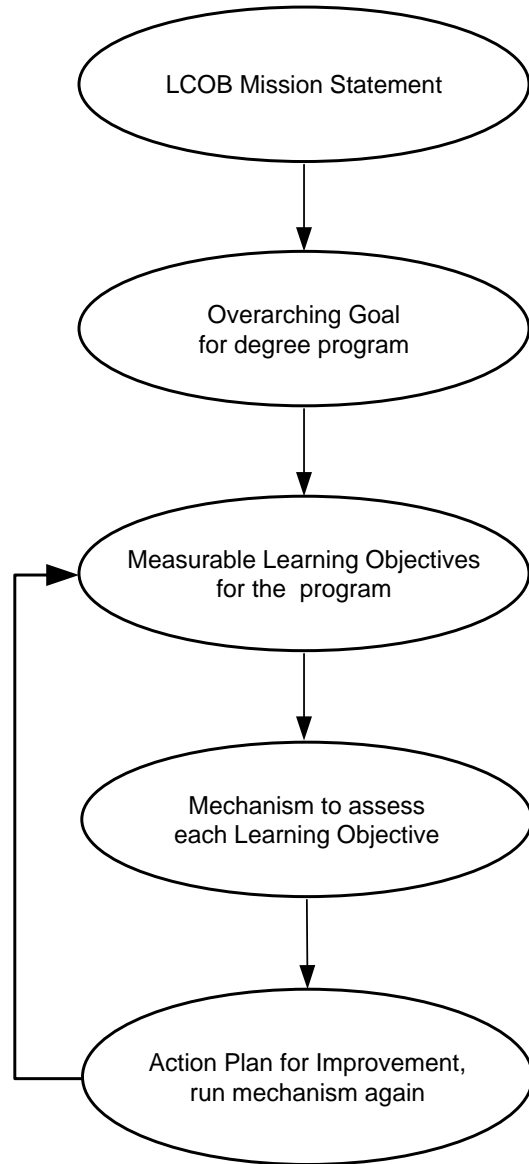 LCOB Mission Statement
Overarching Goal
for degree program
Measurable Learning Objectives
for the program
Mechanism to assess
each Learning Objective
Action Plan for Improvement,
run mechanism again